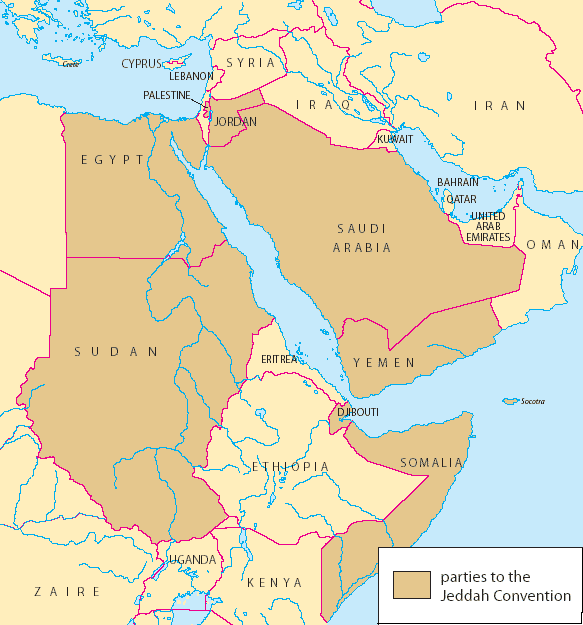 Crete
CYPRUS
SYRIA
LEBANON
PALESTINE
IRAQ
IRAN
JORDAN
KUWAIT
EGYPT
BAHRAIN
QATAR
UNITED
ARAB
EMIRATES
SAUDI
ARABIA
OMAN
SUDAN
ERITREA
YEMEN
Socotra
DJIBOUTI
ETHIOPIA
SOMALIA
UGANDA
KENYA
ZAIRE
parties to the
Jeddah Convention